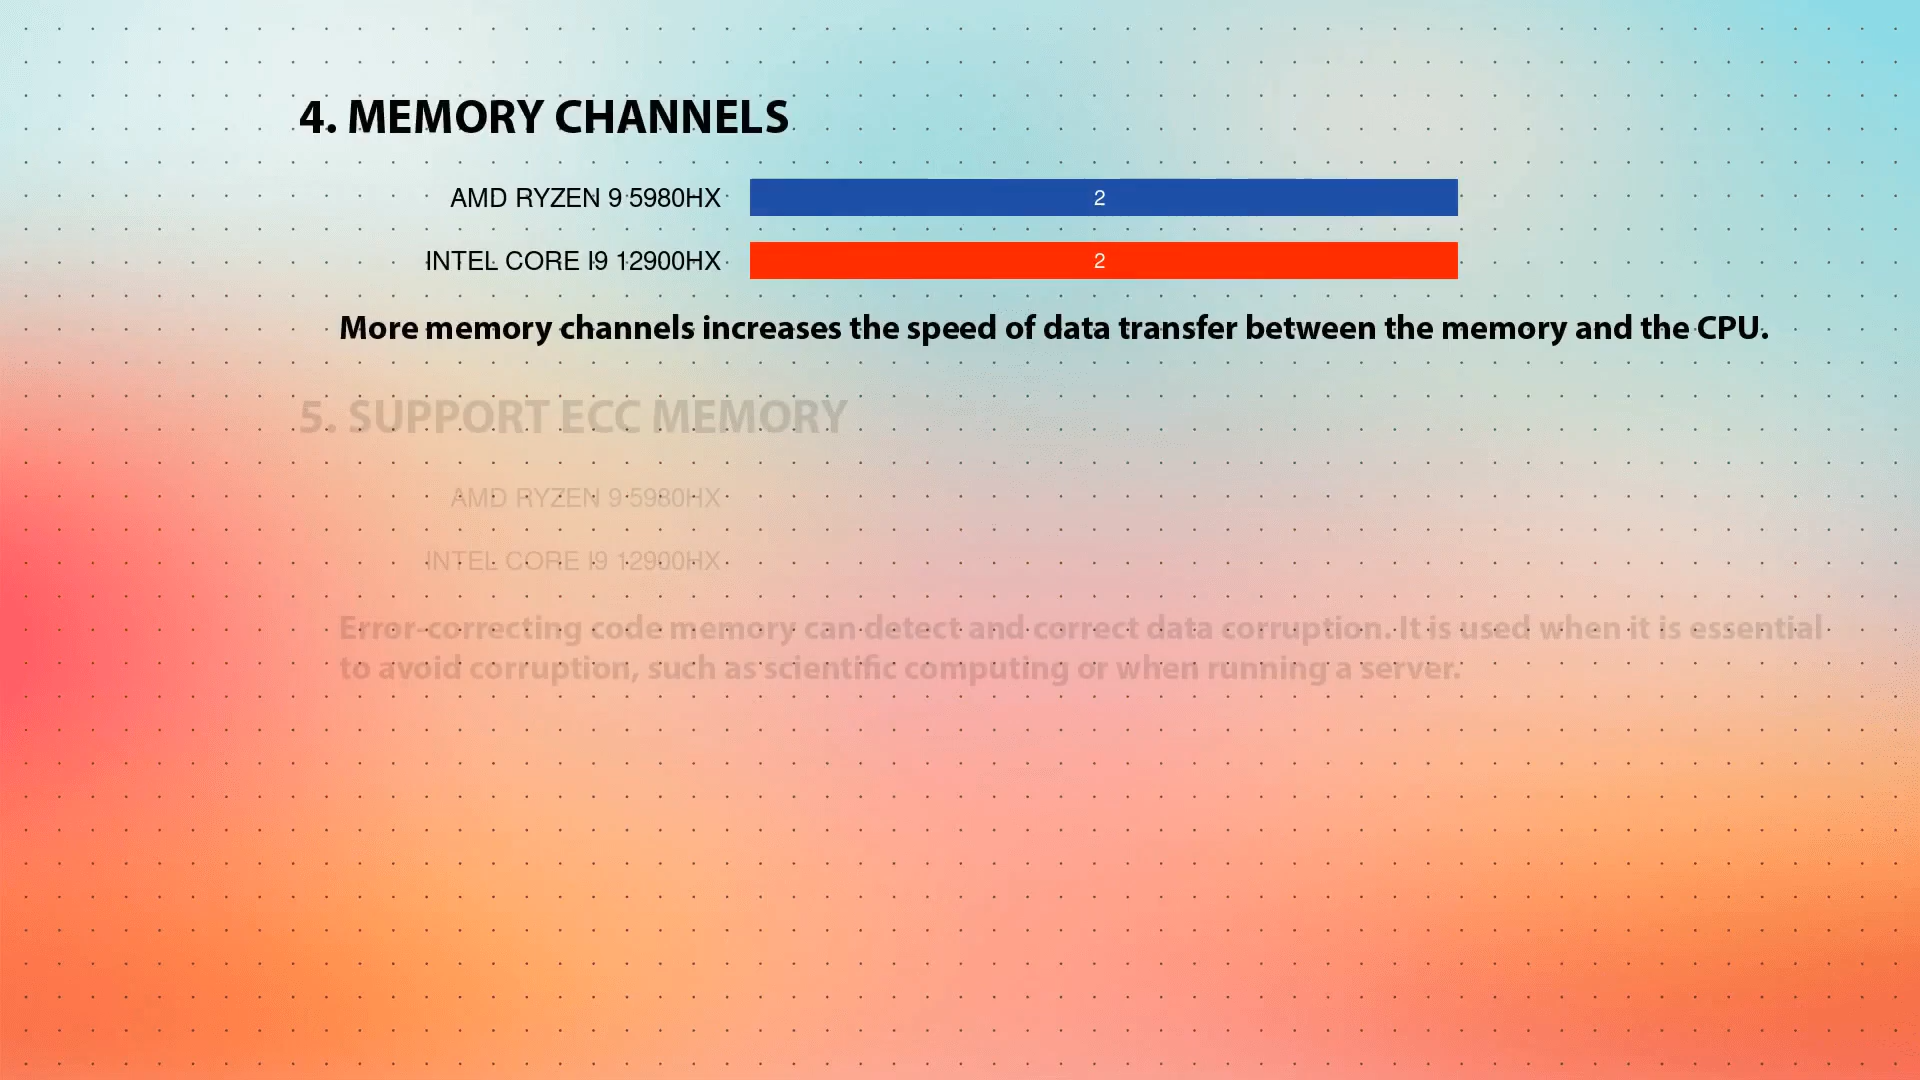 4. MEMORY CHANNELS
AMD RYZEN 9 5980HX 2
INTEL CORE I9 12900HX 2
More memory channels increases the speed of data transfer between the memory and the CPU.
5. SUPPORT ECC MEMORY
AMD RYZEN 9 5980HX
INTEL CORE I9 12900HX
Error-correcting code memory can detect and correct data corruption. It is used when it is essential
to avoid corruption, such as scientific computing or when running a server.